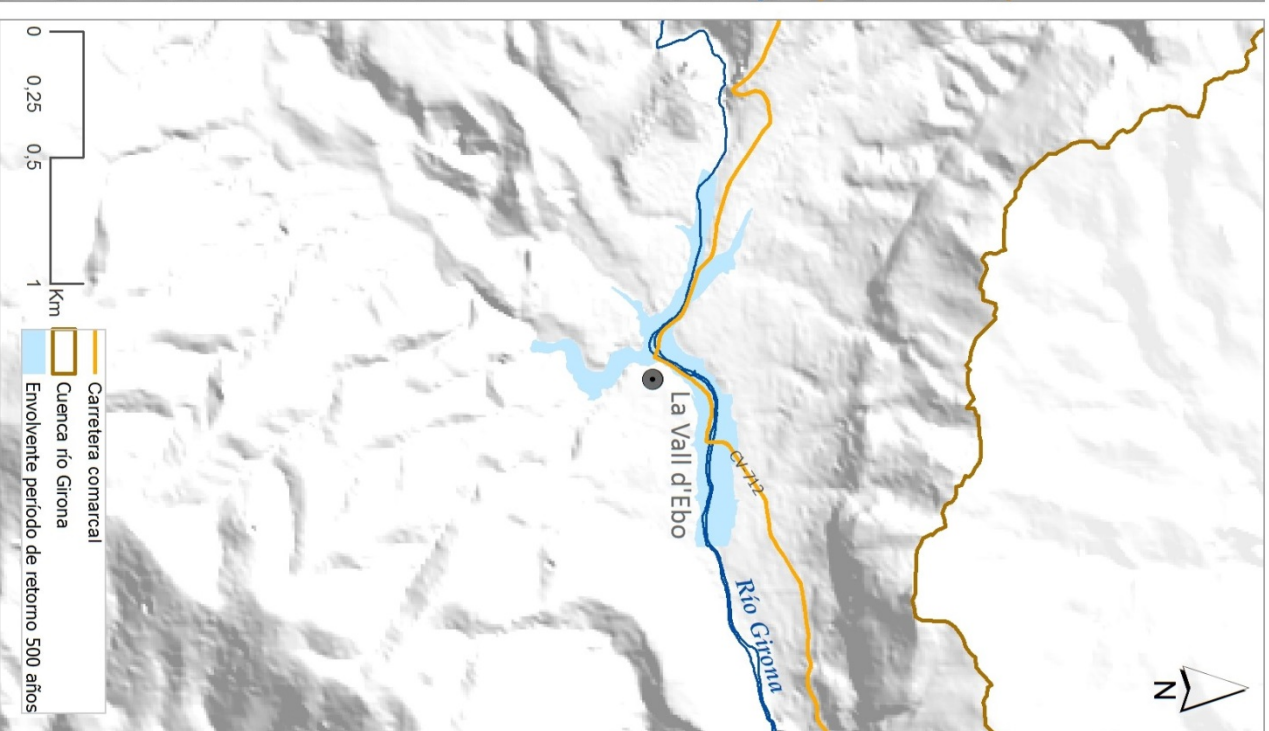 CV-712
La Vall d'Ebo
Río Girona
N
0 0,25 0,5 1
Km
Carretera comarcal
Cuenca río Girona
Envolvente período de retorno 500 años